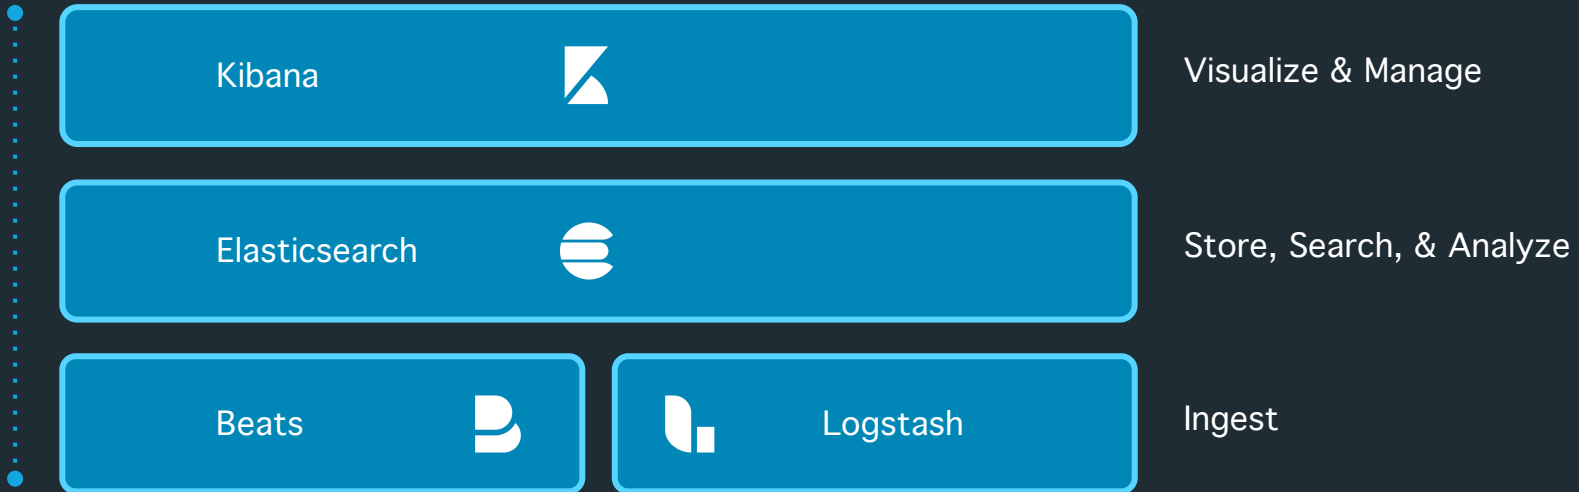 Kibana
Visualize & Manage
Elasticsearch
Store, Search, & Analyze
Beats
Logstash
Ingest